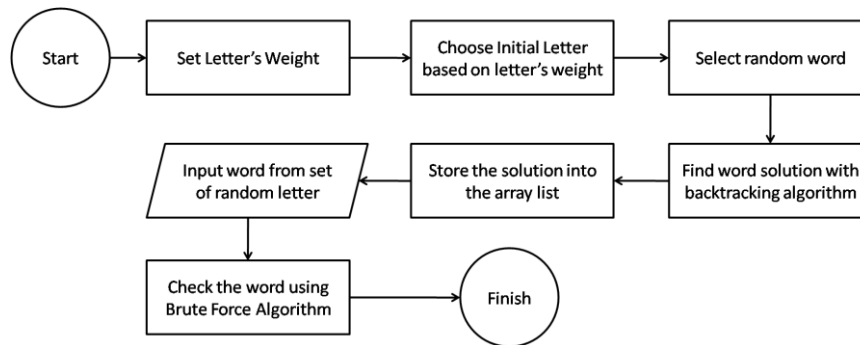 Start
Set Letter's Weight
Choose Initial Letter
based on letter's weight
Select random word
Find word solution with
backtracking algorithm
Store the solution into
the array list
Input word from set
of random letter
Check the word using
Brute Force Algorithm
Finish